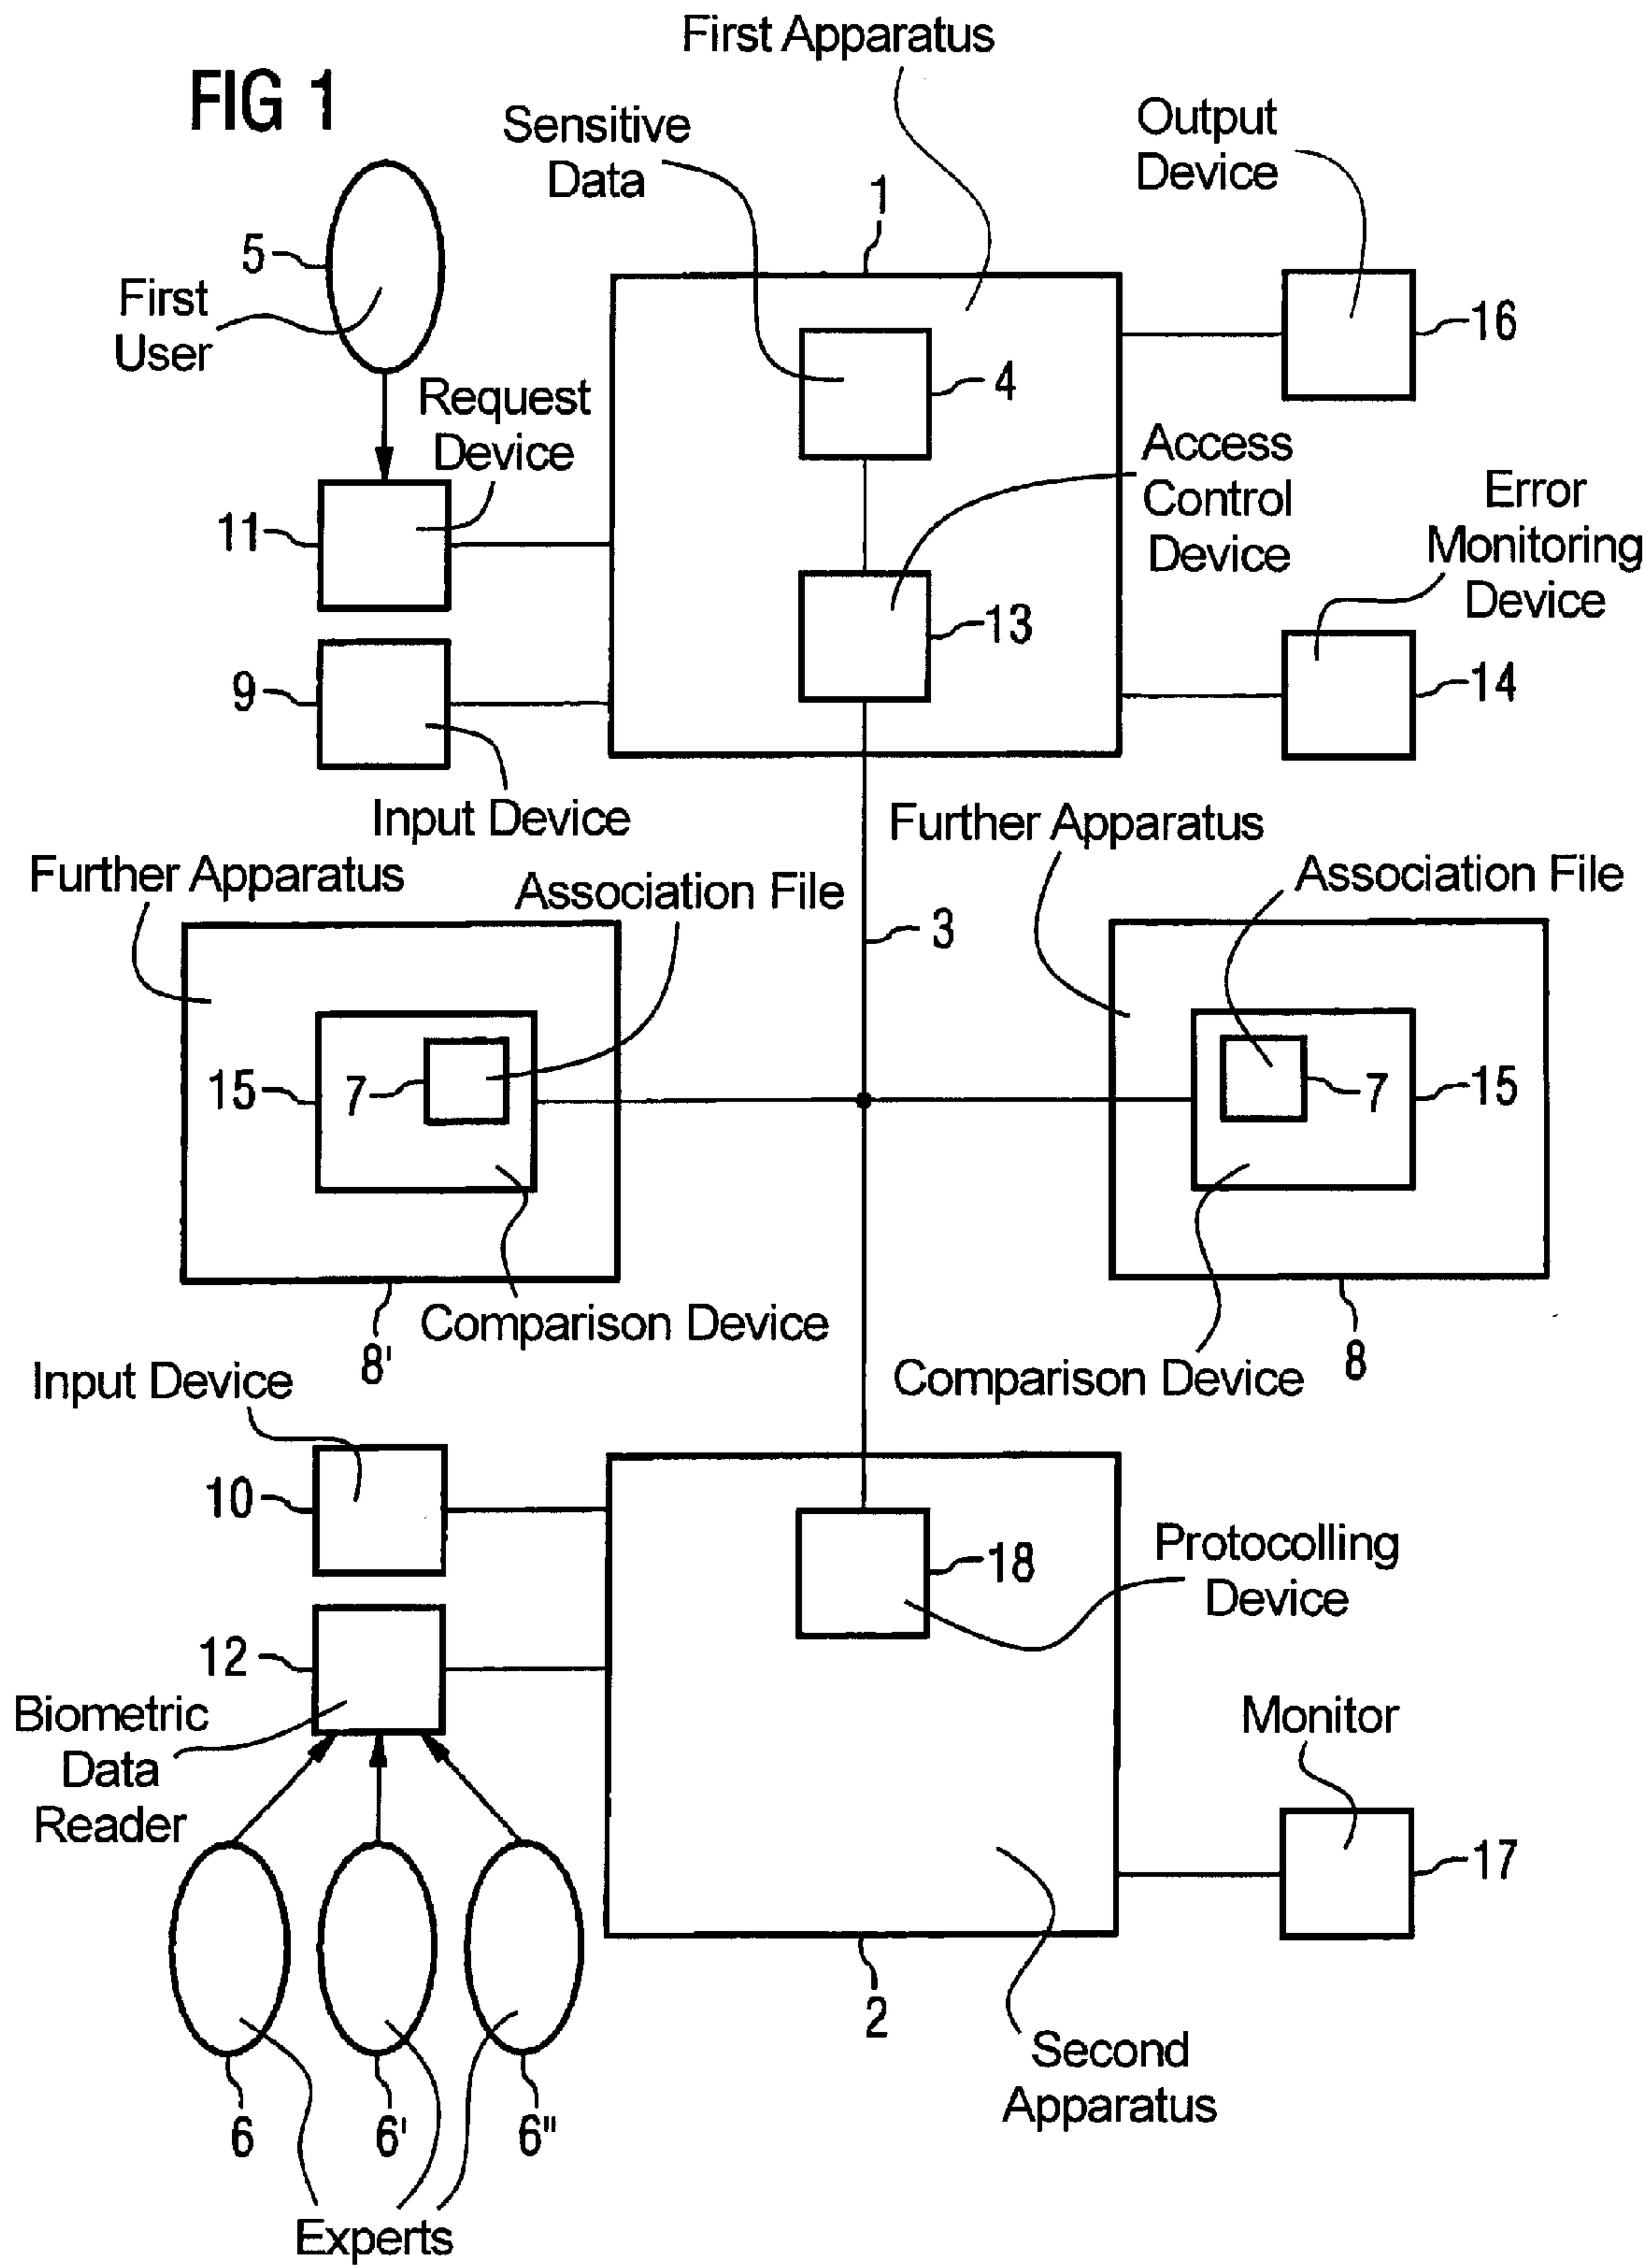 First Apparatus
FIG 1
Sensitive
Data
Output
Device
1
5
First
User
16
Request
Device
4
Access
Control
Device
Error
Monitoring
Device
11
13
9
14
Input Device
Further Apparatus
Further Apparatus
Association File
Association File
3
15
7
7
15
Comparison Device
8'
Comparison Device
8
Input Device
10
18
Protocolling
Device
12
Biometric
Data
Reader
Monitor
17
2
Second
Apparatus
6
6'
6"
Experts